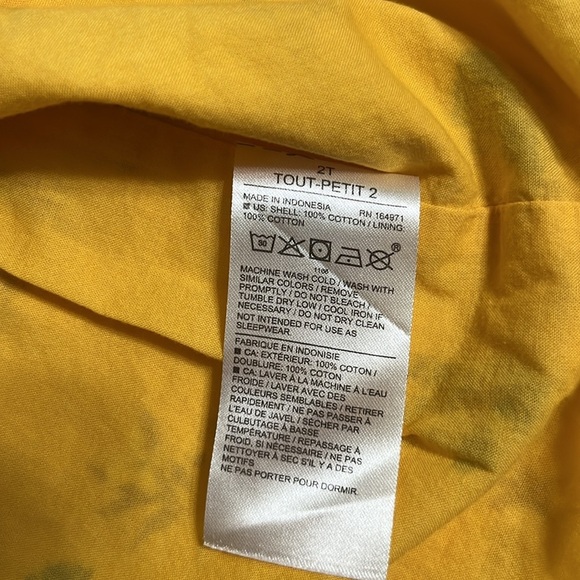 2T
TOUT-PETIT 2
MADE IN INDONESIA RN 164971
US: SHELL: 100% COTTON / LINING:
100% COTTON
30
®
1106
MACHINE WASH COLD / WASH WITH
SIMILAR COLORS / REMOVE
PROMPTLY / DO NOT BLEACH /
TUMBLE DRY LOW / COOL IRON IF
NECESSARY / DO NOT DRY CLEAN
NOT INTENDED FOR USE AS
SLEEPWEAR.
FABRIQUE EN INDONISIE
CA: EXTÉRIEUR: 100% COTON /
DOUBLURE: 100% COTON
CA: LAVER À LA MACHINE À L'EAU
FROIDE / LAVER AVEC DES
COULEURS SEMBLABLES / RETIRER
RAPIDEMENT / NE PAS PASSER À
L'EAU DE JAVEL / SÉCHER PAR
CULBUTAGE À BASSE
TEMPÉRATURE / REPASSAGE À
FROID, SI NÉCESSAIRE / NE PAS
NETTOYER À SEC S'IL Y A DES
MOTIFS
NE PAS PORTER POUR DORMIR.